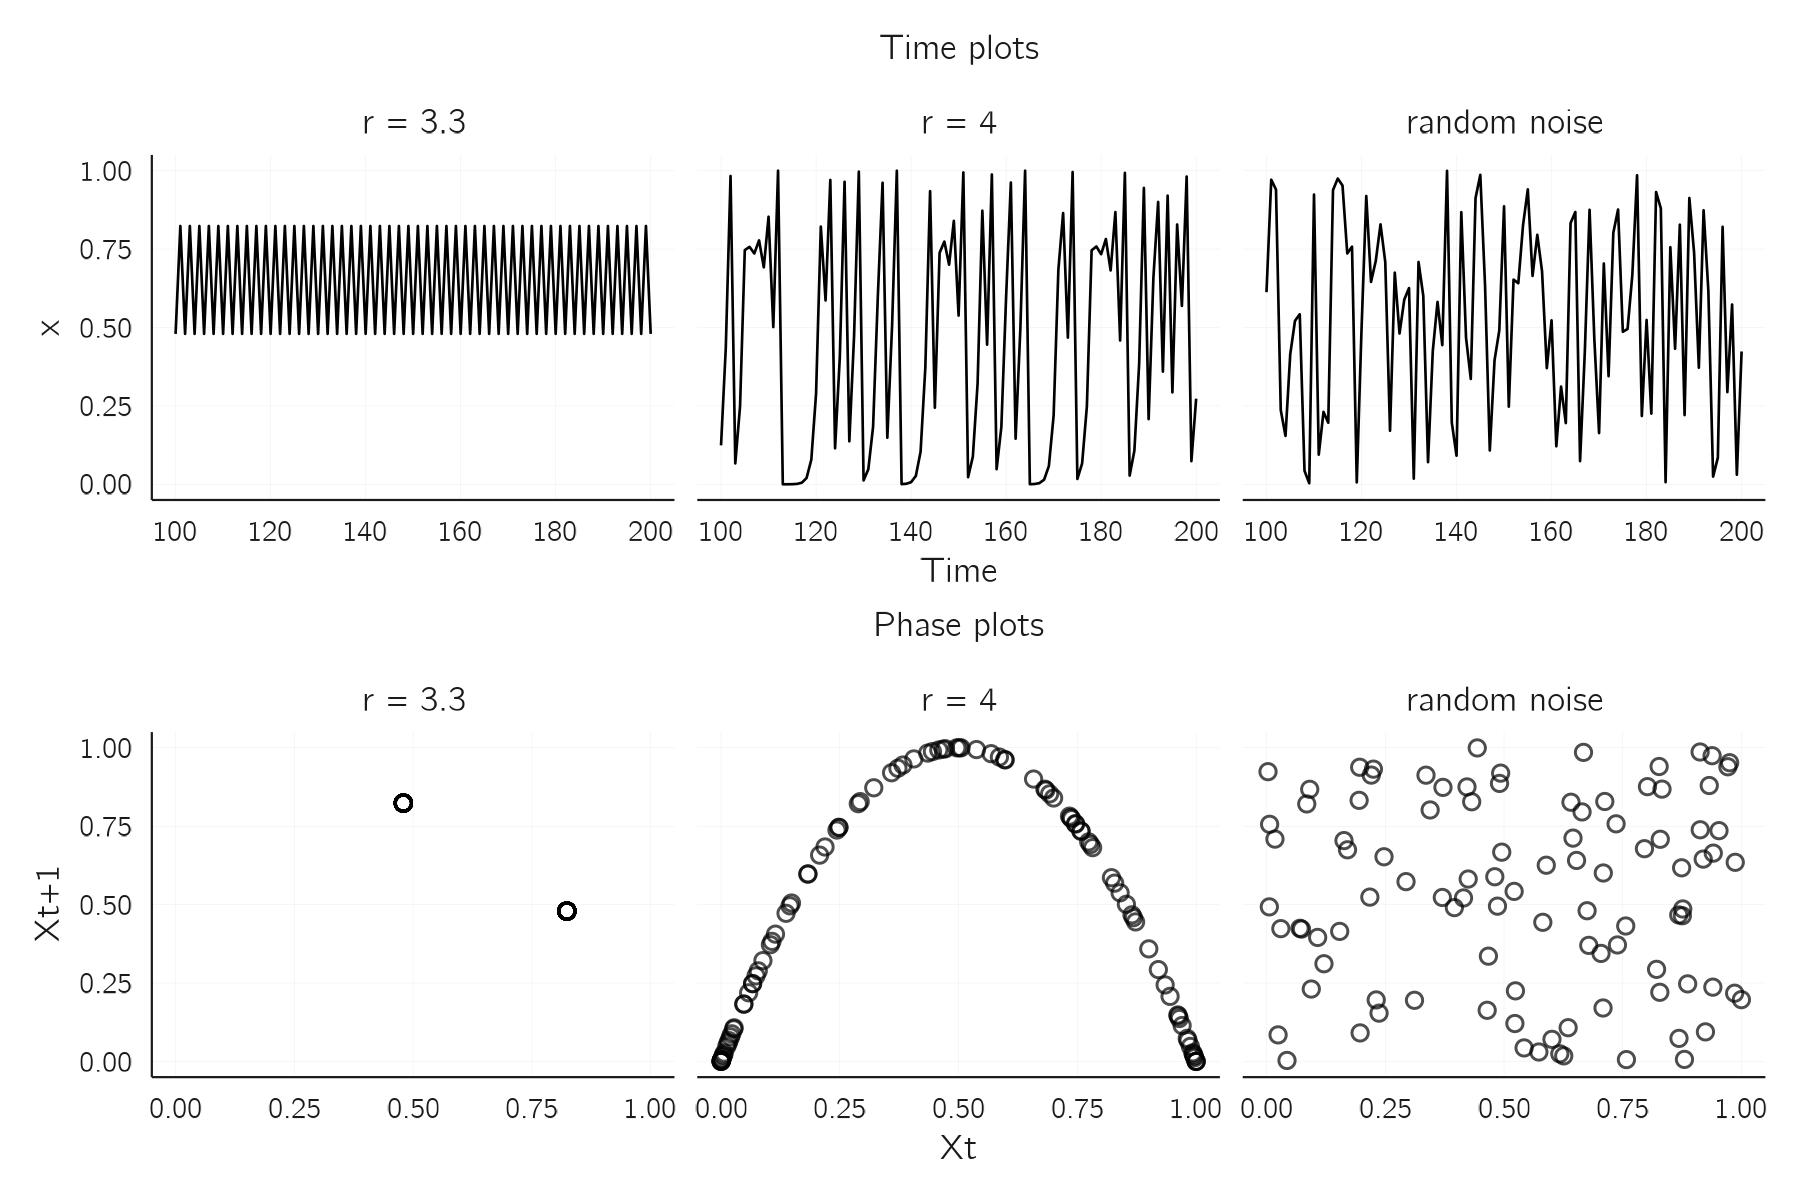 Time plots
r = 3.3 r = 4 random noise
1.00
0.75
0.50
0.25
0.00
x
100 120 140 160 180 200 100 120 140 160 180 200 100 120 140 160 180 200
Time
Phase plots
r = 3.3 r = 4 random noise
1.00
0.75
0.50
0.25
0.00
Xt+1
0.00 0.25 0.50 0.75 1.00 0.00 0.25 0.50 0.75 1.00 0.00 0.25 0.50 0.75 1.00
Xt